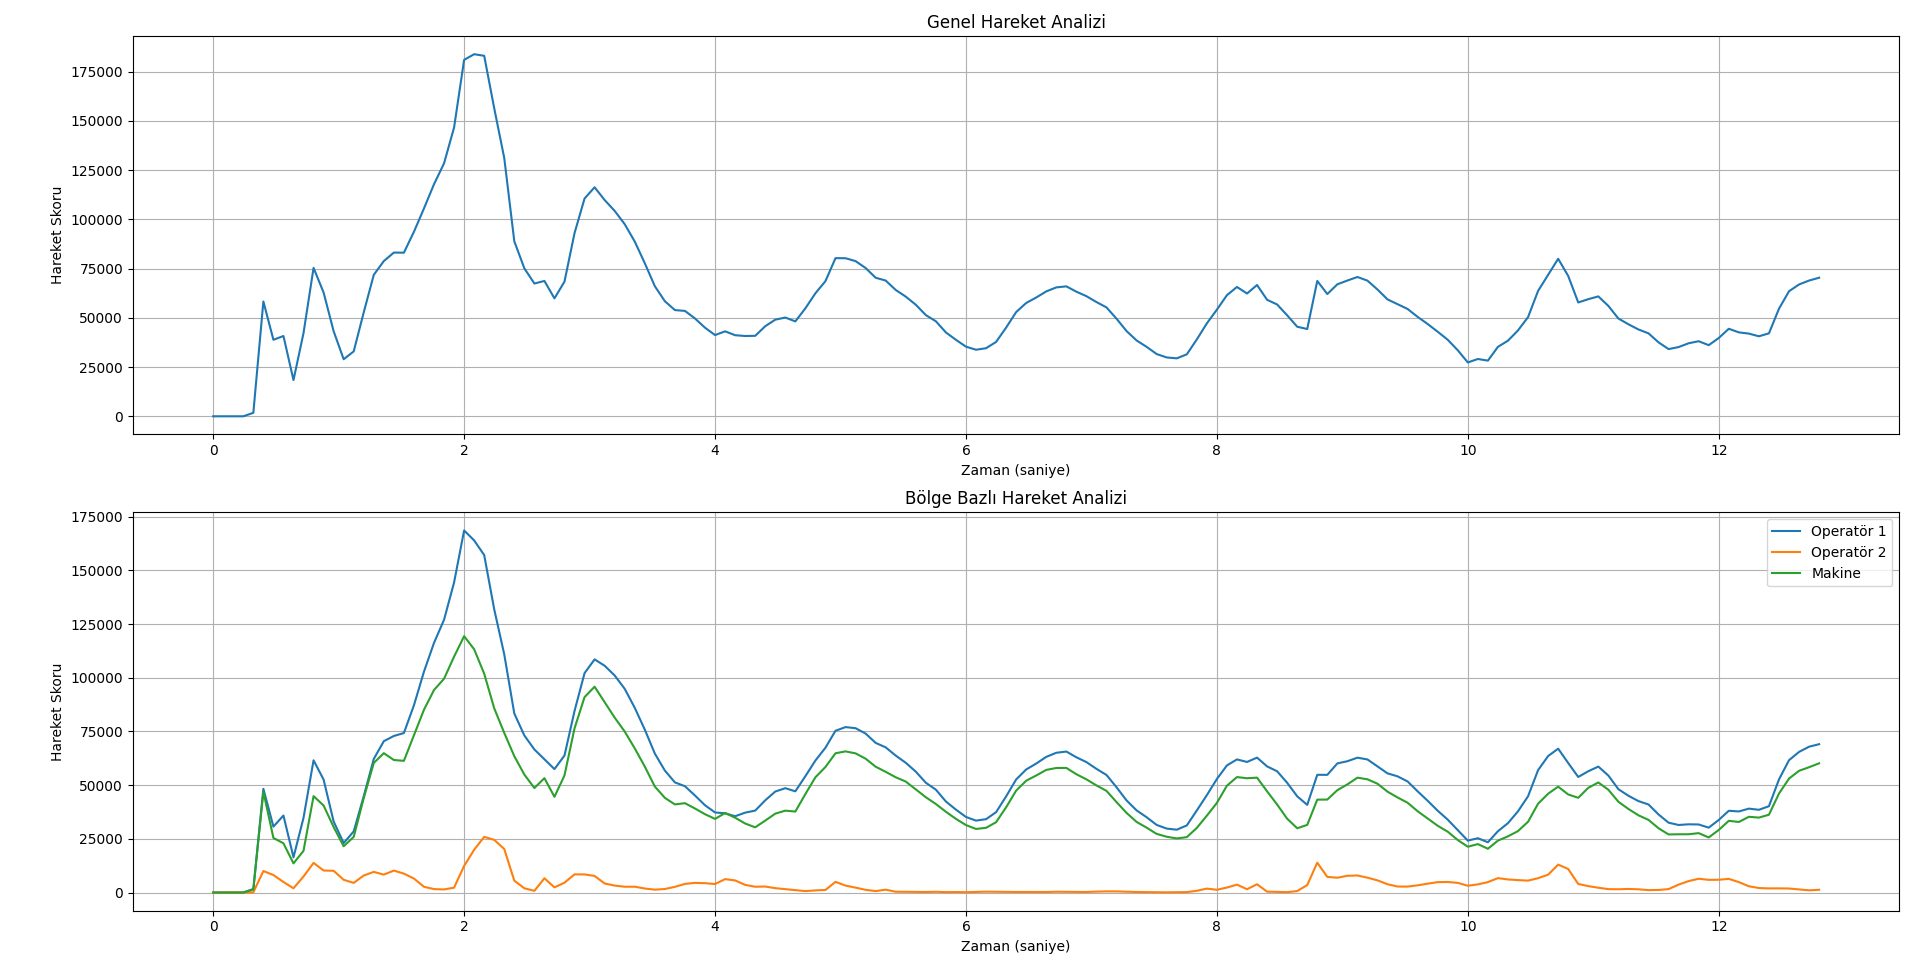 Genel Hareket Analizi
175000
150000
125000
100000
75000
50000
25000
0
Hareket Skoru
0 2 4 6 8 10 12
Zaman (saniye)
Bölge Bazlı Hareket Analizi
175000
150000
125000
100000
75000
50000
25000
0
Hareket Skoru
Operatör 1
Operatör 2
Makine
0 2 4 6 8 10 12
Zaman (saniye)